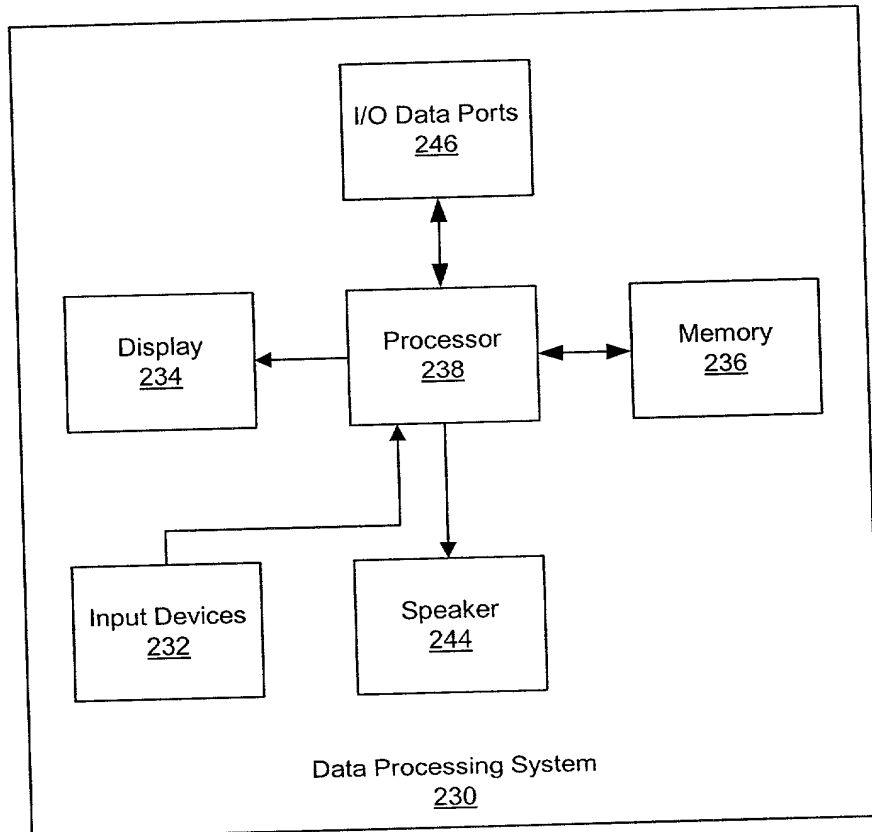 I/O Data Ports
246
Display
234
Processor
238
Memory
236
Input Devices
232
Speaker
244
Data Processing System
230